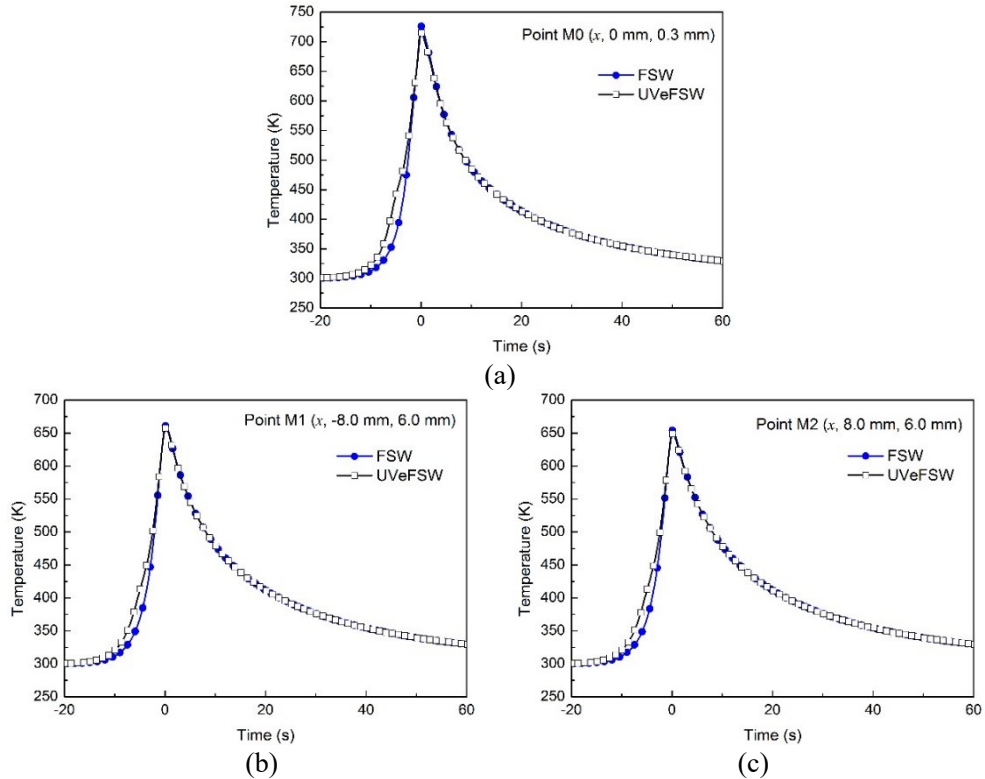 750
700
650
600
550
500
450
400
350
300
250
Temperature (K)
Point M0 (x, 0 mm, 0.3 mm)
FSW
UVeFSW
-20 0 20 40 60
Time (s)
(a)
700
650
600
550
500
450
400
350
300
250
Temperature (K)
Point M1 (x, -8.0 mm, 6.0 mm)
FSW
UVeFSW
-20 0 20 40 60
Time (s)
(b)
700
650
600
550
500
450
400
350
300
250
Temperature (K)
Point M2 (x, 8.0 mm, 6.0 mm)
FSW
UVeFSW
-20 0 20 40 60
Time (s)
(c)